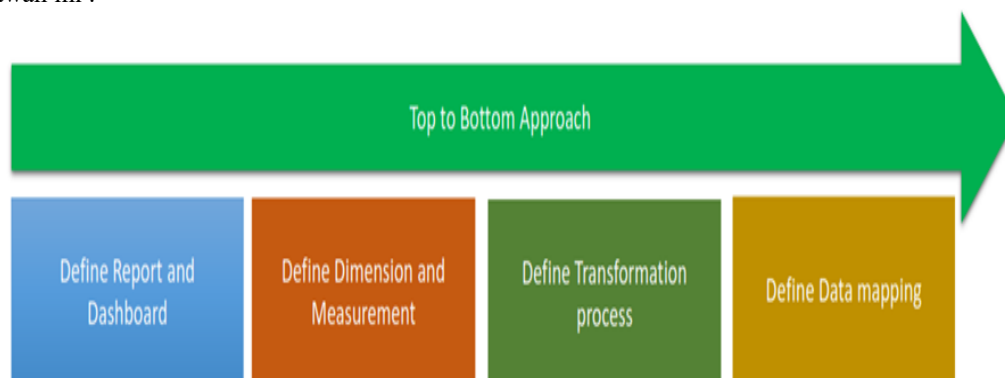 Top to Bottom Approach
Define Report and
Dashboard
Define Dimension and
Measurement
Define Transformation
process
Define Data mapping